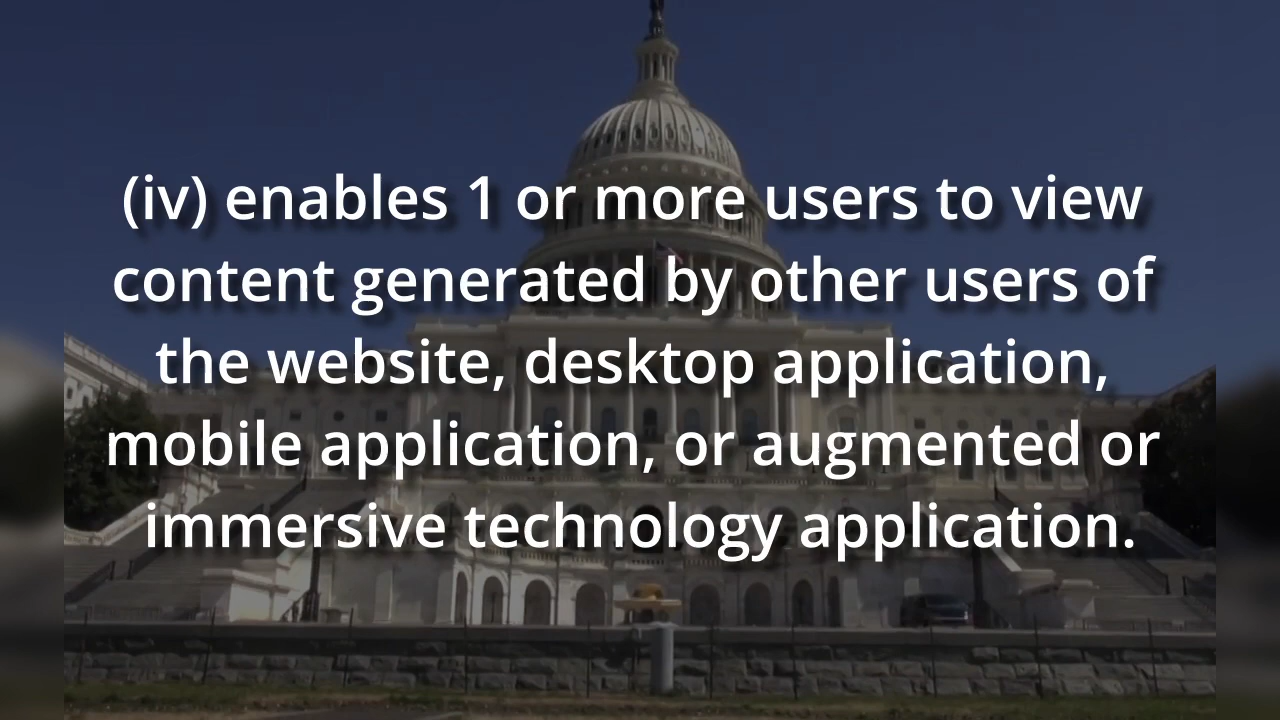 (iv) enables 1 or more users to view
content generated by other users of
the website, desktop application,
mobile application, or augmented or
immersive technology application.